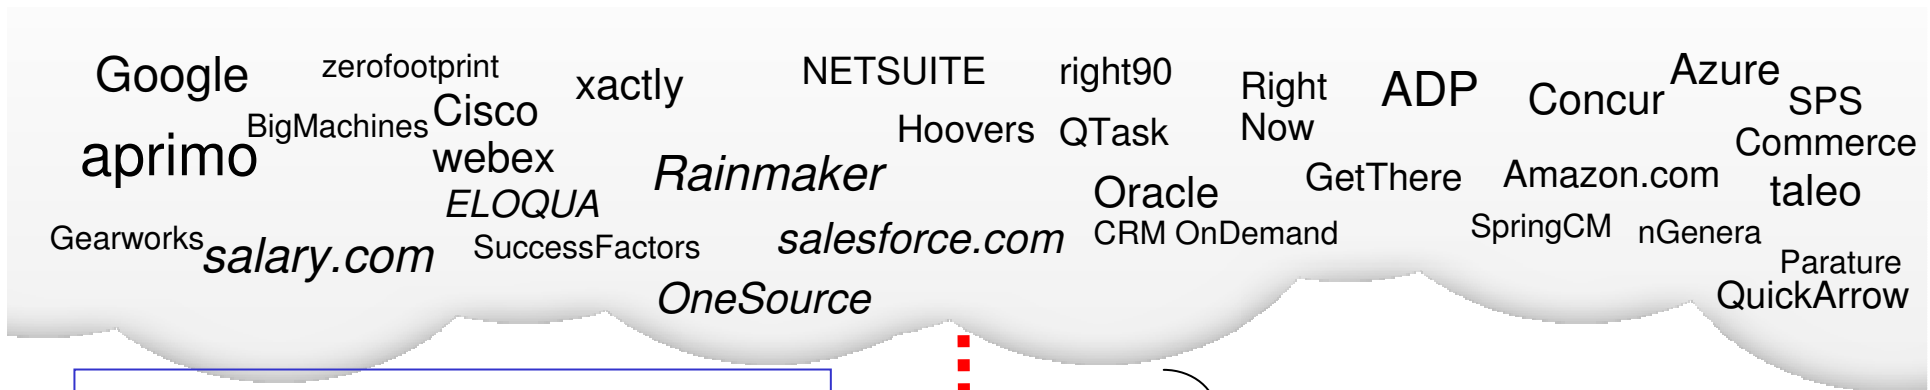 Google
zerofootprint
xactly
NETSUITE
right90
Right
Now
ADP
Concur
Azure
SPS
Commerce
BigMachines
Cisco
webex
aprimo
Hoovers
QTask
Rainmaker
ELOQUA
Oracle
CRM OnDemand
GetThere
Amazon.com
taleo
Gearworks
salary.com
SuccessFactors
salesforce.com
SpringCM
nGenera
OneSource
Parature
QuickArrow